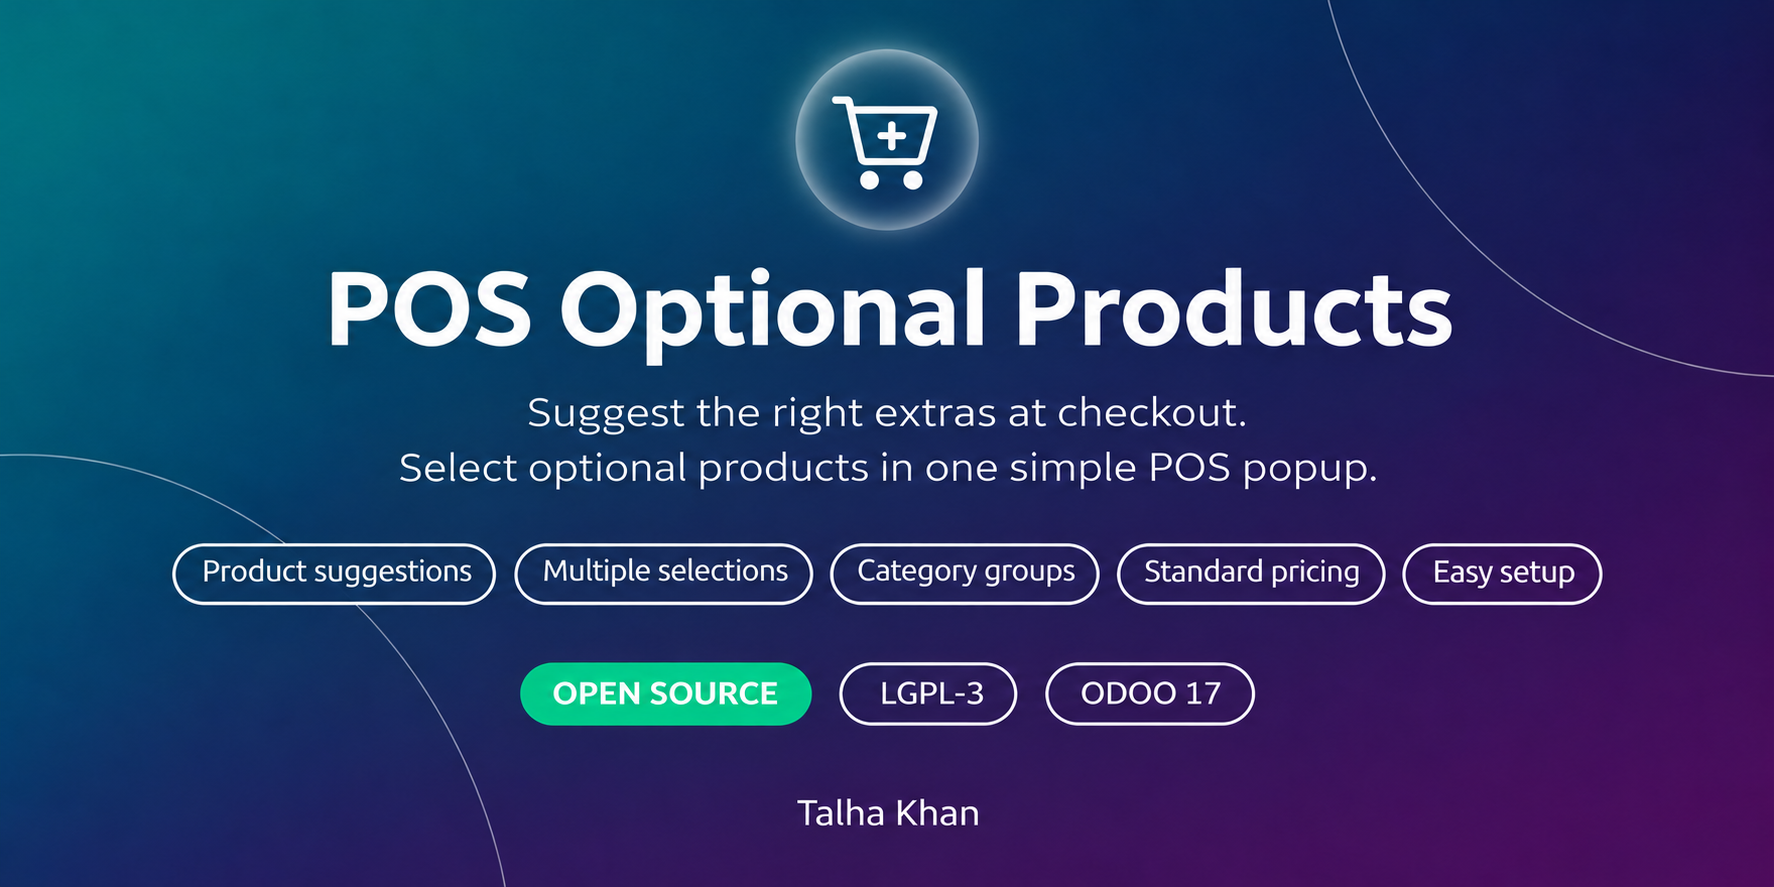 POS Optional Products
Suggest the right extras at checkout.
Select optional products in one simple POS popup.
Product suggestions Multiple selections Category groups Standard pricing Easy setup
OPEN SOURCE LGPL-3 ODOO 17
Talha Khan